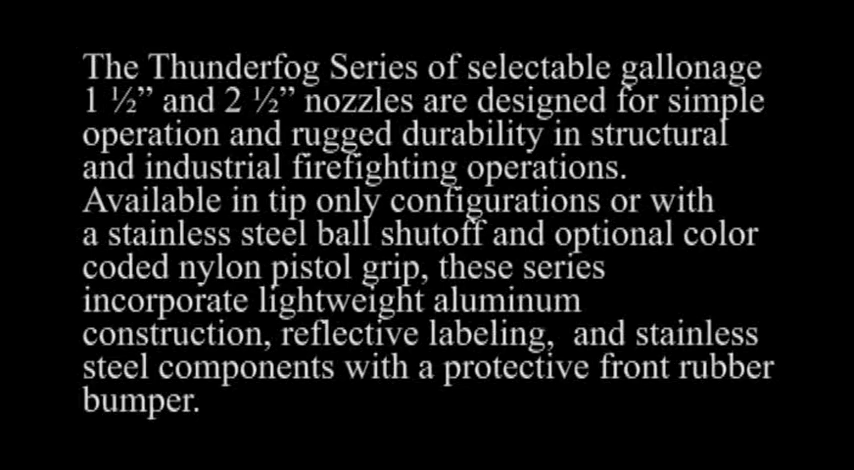 The Thunderfog Series of selectable gallonage
1 ½” and 2 ½” nozzles are designed for simple
operation and rugged durability in structural
and industrial firefighting operations.
Available in tip only configurations or with
a stainless steel ball shutoff and optional color
coded nylon pistol grip, these series
incorporate lightweight aluminum
construction, reflective labeling,  and stainless
steel components with a protective front rubber
bumper.